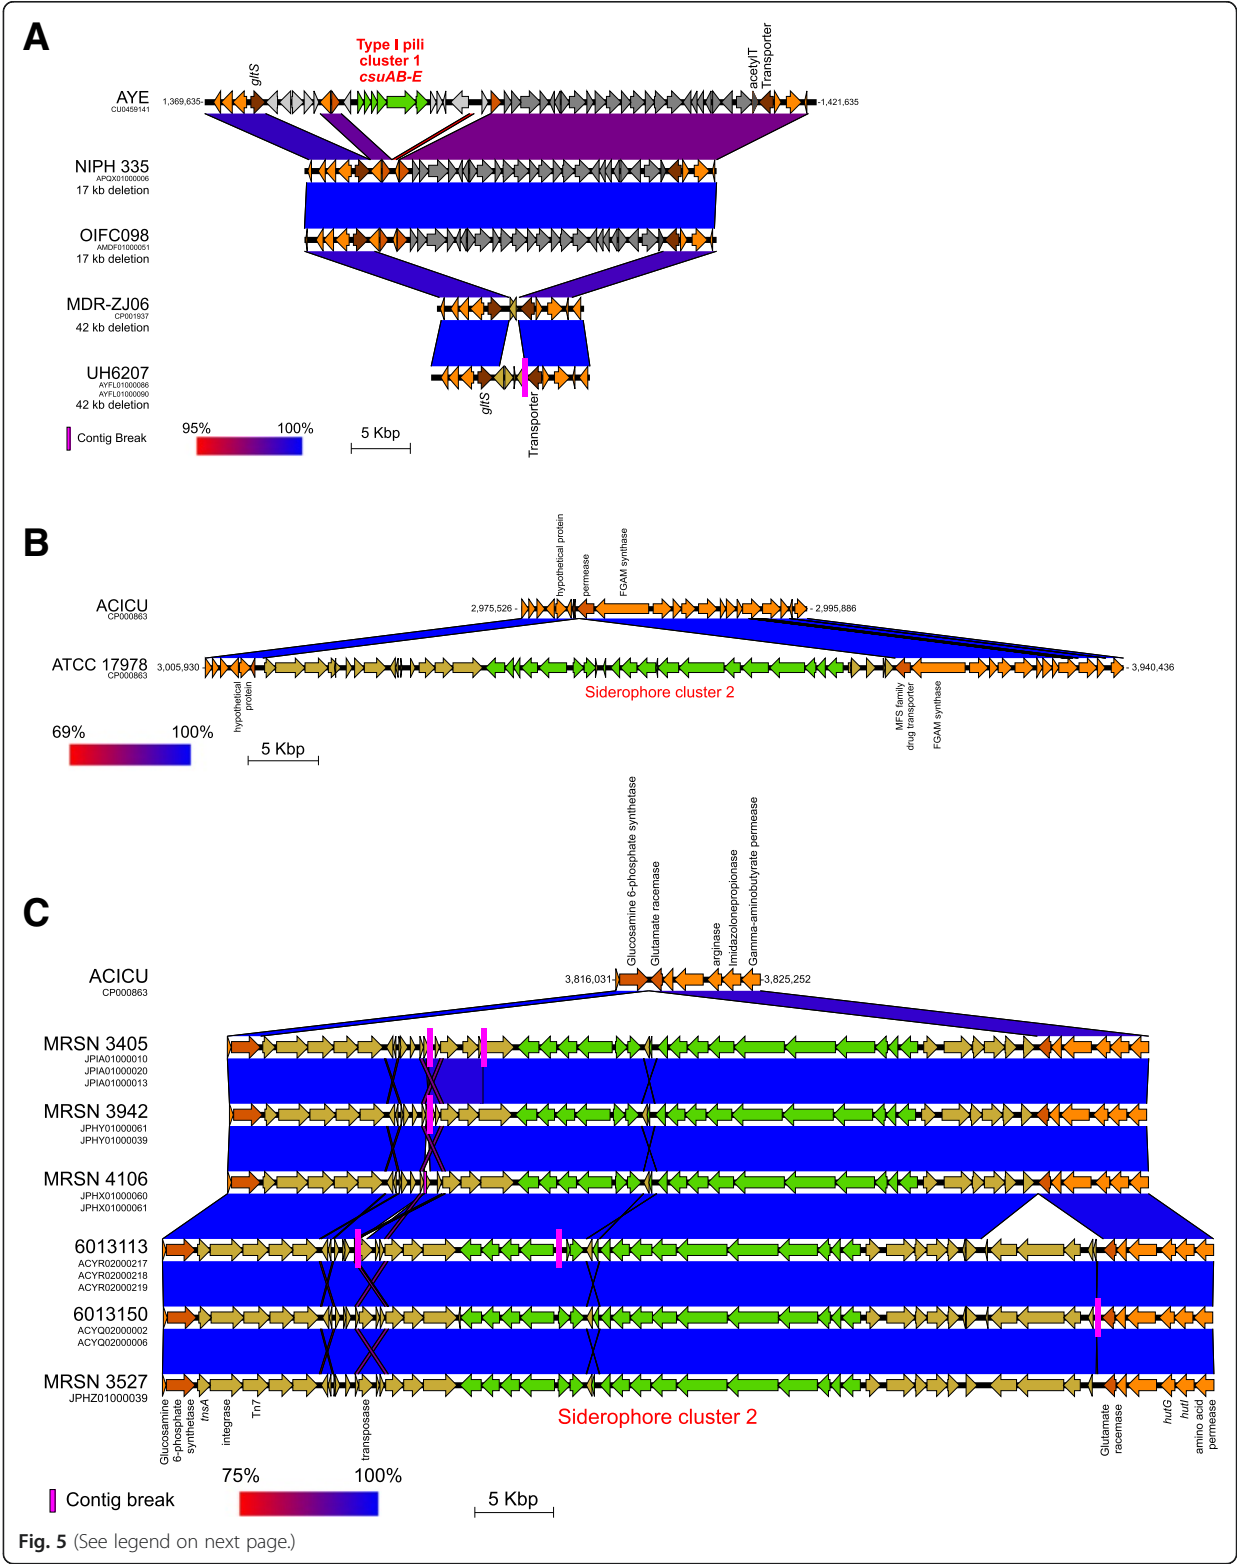 A
Type I pili
cluster 1
csuAB-E
gltS
acetylT
Transporter
AYE
CU0459141
1,369,635-
-1,421,635
NIPH 335
APQX01000006
17 kb deletion
OIFC098
AMDF01000051
17 kb deletion
MDR-ZJ06
CP001937
42 kb deletion
UH6207
AYFL01000086
AYFL01000090
42 kb deletion
gltS
Transporter
Contig Break
95%
100%
5 Kbp
B
hypothetical protein
permease
FGAM synthase
ACICU
CP000863
2,975,526 -
- 2,995,886
ATCC 17978
CP000863
3,005,930 -
- 3,940,436
hypothetical
protein
Siderophore cluster 2
MFS family
drug transporter
FGAM synthase
69%
100%
5 Kbp
C
Glucosamine 6-phosphate synthetase
Glutamate racemase
arginase
Imidazolonepropionase
Gamma-aminobutyrate permease
ACICU
CP000863
3,816,031-
-3,825,252
MRSN 3405
JPIA01000010
JPIA01000020
JPIA01000013
MRSN 3942
JPHY01000061
JPHY01000039
MRSN 4106
JPHX01000060
JPHX01000061
6013113
ACYR02000217
ACYR02000218
ACYR02000219
6013150
ACYQ02000002
ACYQ02000006
MRSN 3527
JPHZ01000039
Glucosamine
6-phosphate
synthetase
tnsA
integrase
Tn7
transposase
Siderophore cluster 2
Glutamate
racemase
hutG
hutI
amino acid
permease
75%
100%
Contig break
5 Kbp
Fig. 5 (See legend on next page.)